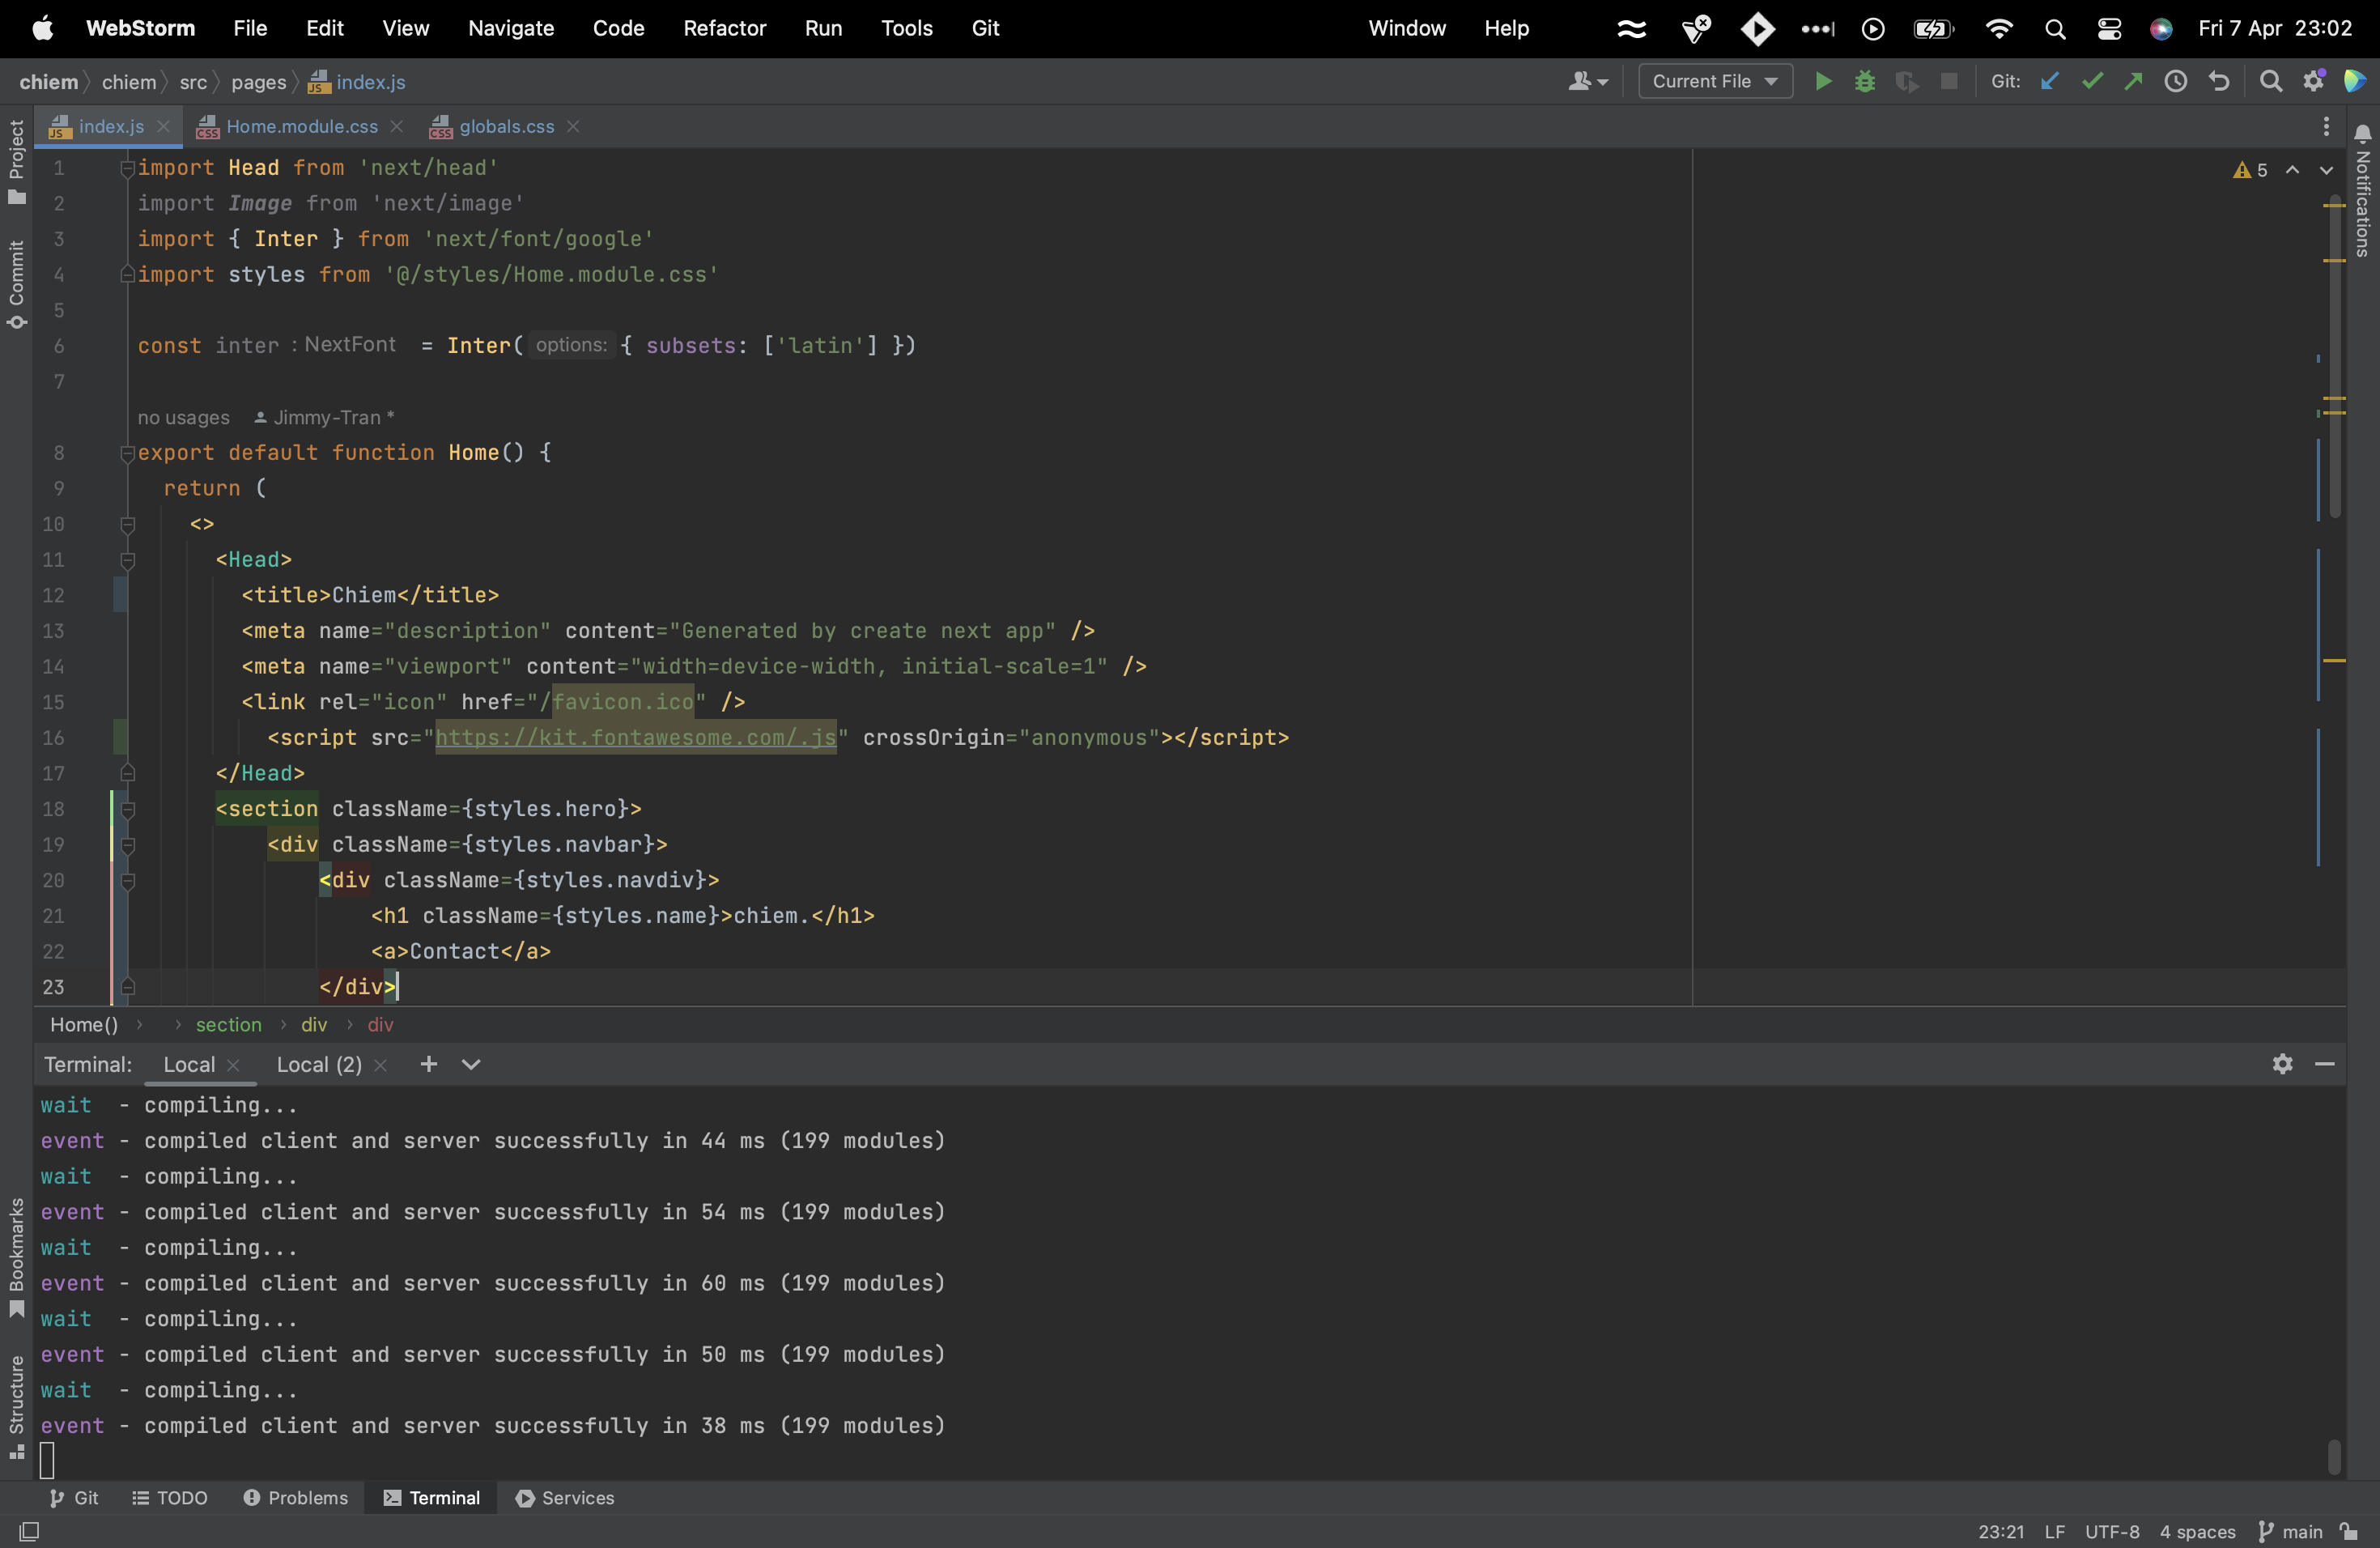 WebStorm File Edit View Navigate Code Refactor Run Tools Git Window Help Fri 7 Apr 23:02
chiem chiem src pages index.js Current File Git:
index.js Home.module.css globals.css
Project
Commit
Bookmarks
Structure
Notifications
5
1 import Head from 'next/head'
2 import Image from 'next/image'
3 import { Inter } from 'next/font/google'
4 import styles from '@/styles/Home.module.css'
5
6 const inter : NextFont = Inter( options: { subsets: ['latin'] })
7
no usages Jimmy-Tran *
8 export default function Home() {
9 return (
10 <>
11 <Head>
12 <title>Chiem</title>
13 <meta name="description" content="Generated by create next app" />
14 <meta name="viewport" content="width=device-width, initial-scale=1" />
15 <link rel="icon" href="/favicon.ico" />
16 <script src="https://kit.fontawesome.com/.js" crossOrigin="anonymous"></script>
17 </Head>
18 <section className={styles.hero}>
19 <div className={styles.navbar}>
20 <div className={styles.navdiv}>
21 <h1 className={styles.name}>chiem.</h1>
22 <a>Contact</a>
23 </div>
Home() section div div
Terminal: Local Local (2)
wait - compiling...
event - compiled client and server successfully in 44 ms (199 modules)
wait - compiling...
event - compiled client and server successfully in 54 ms (199 modules)
wait - compiling...
event - compiled client and server successfully in 60 ms (199 modules)
wait - compiling...
event - compiled client and server successfully in 50 ms (199 modules)
wait - compiling...
event - compiled client and server successfully in 38 ms (199 modules)
Git TODO Problems Terminal Services
23:21 LF UTF-8 4 spaces main